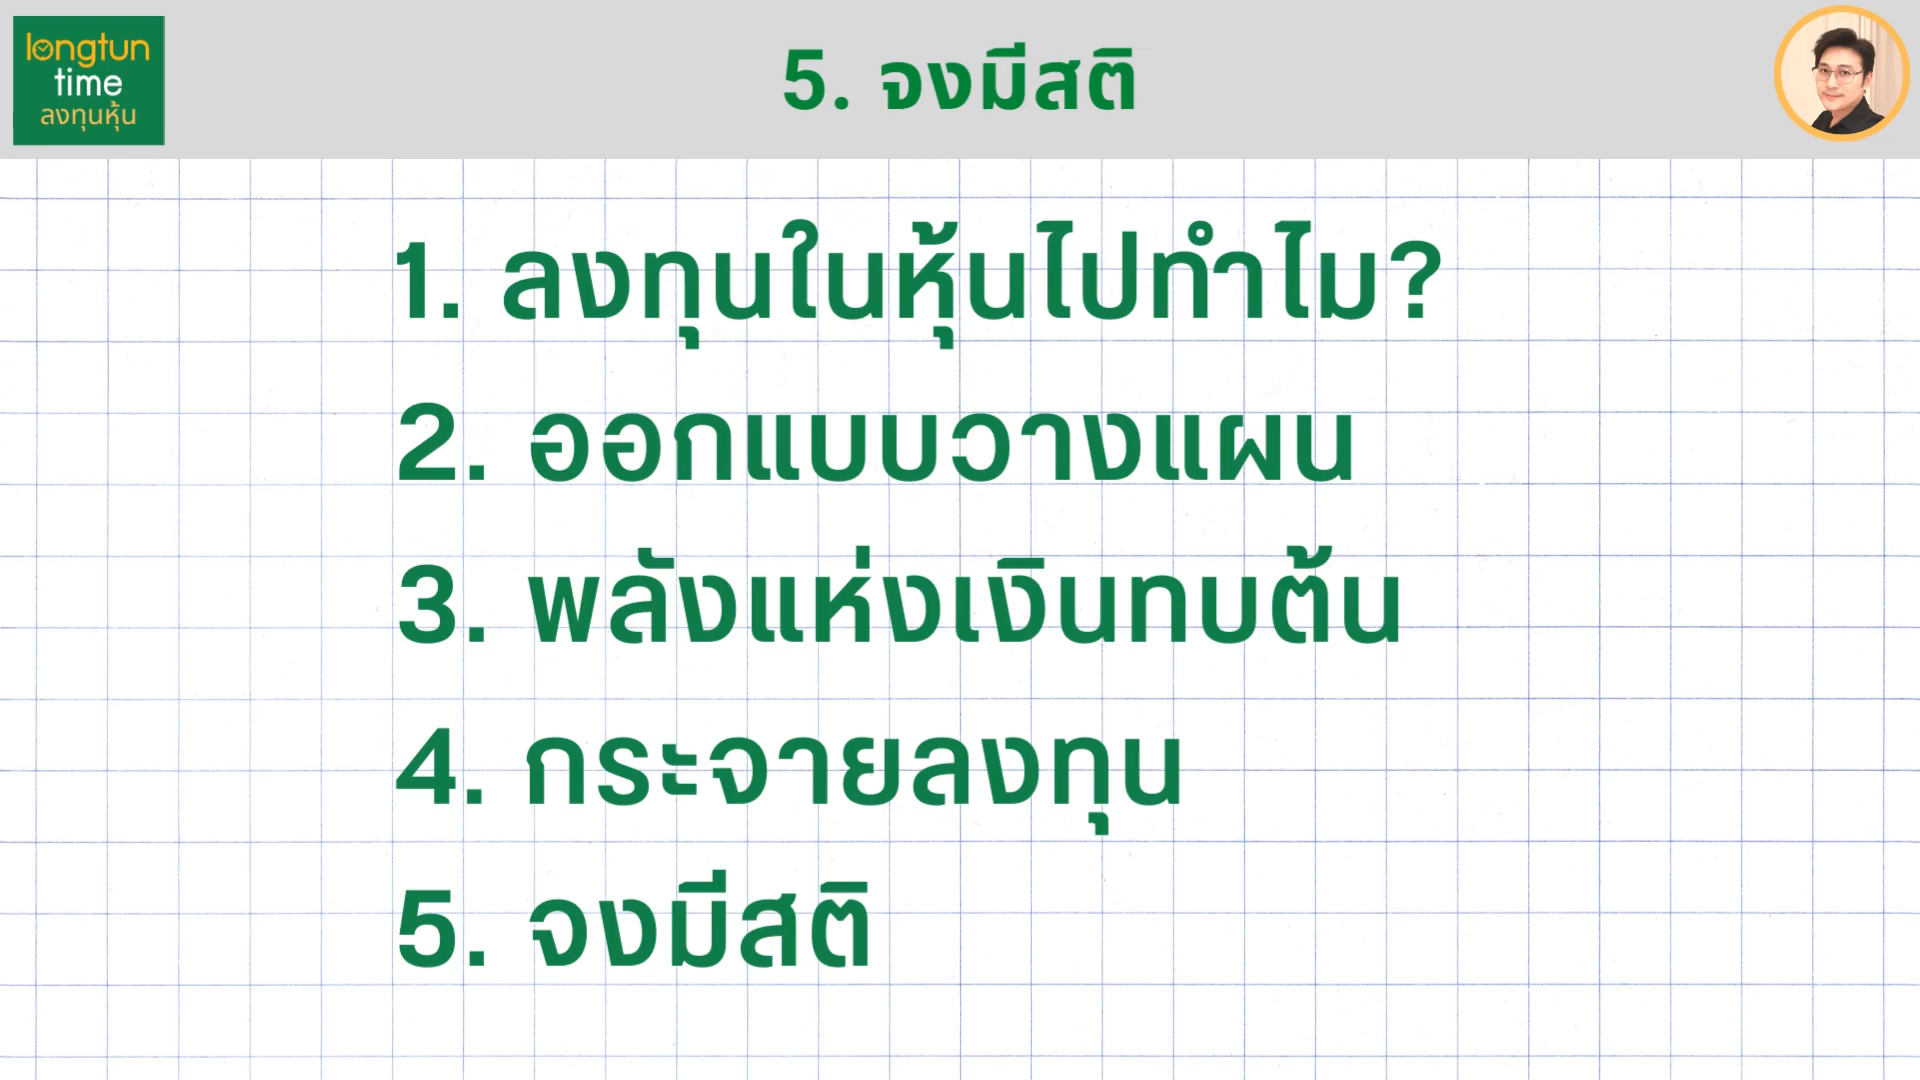 longtun
time
ลงทุนหุ้น
5. จงมีสติ
1. ลงทุนในหุ้นไปทำไม?
2. ออกแบบวางแผน
3. พลังแห่งเงินทบต้น
4. กระจายลงทุน
5. จงมีสติ